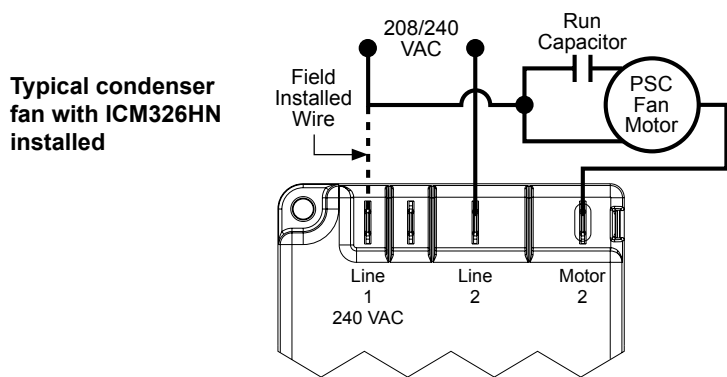 Typical condenser
fan with ICM326HN
installed
208/240
VAC
Run
Capacitor
Field
Installed
Wire
PSC
Fan
Motor
Line
1
240 VAC
Line
2
Motor
2